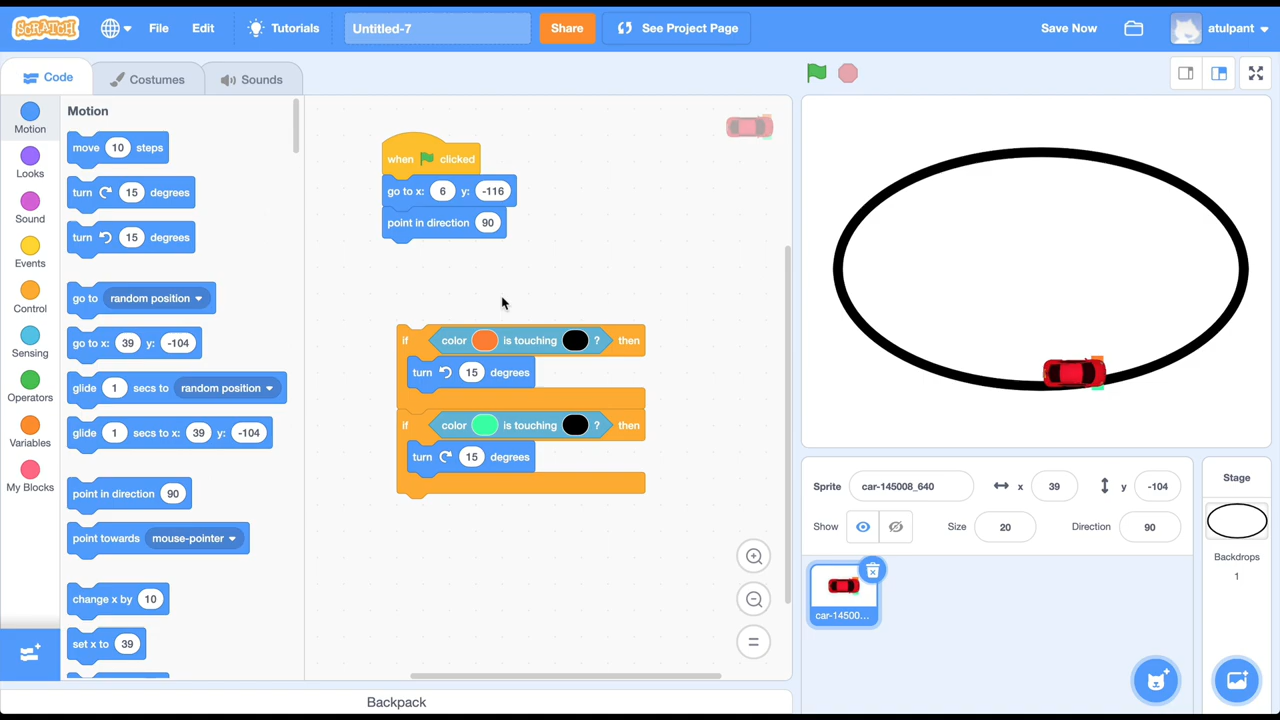 SCRATCH
File
Edit
Tutorials
Untitled-7
Share
See Project Page
Save Now
atulpant
Code
Costumes
Sounds
Motion
Looks
Sound
Events
Control
Sensing
Operators
Variables
My Blocks
Motion
move 10 steps
turn 15 degrees
turn 15 degrees
go to random position
go to x: 39 y: -104
glide 1 secs to random position
glide 1 secs to x: 39 y: -104
point in direction 90
point towards mouse-pointer
change x by 10
set x to 39
when clicked
go to x: 6 y: -116
point in direction 90
if color is touching ? then
turn 15 degrees
if color is touching ? then
turn 15 degrees
Backpack
Sprite car-145008_640 x 39 y -104
Show Size 20 Direction 90
car-14500...
Stage
Backdrops
1